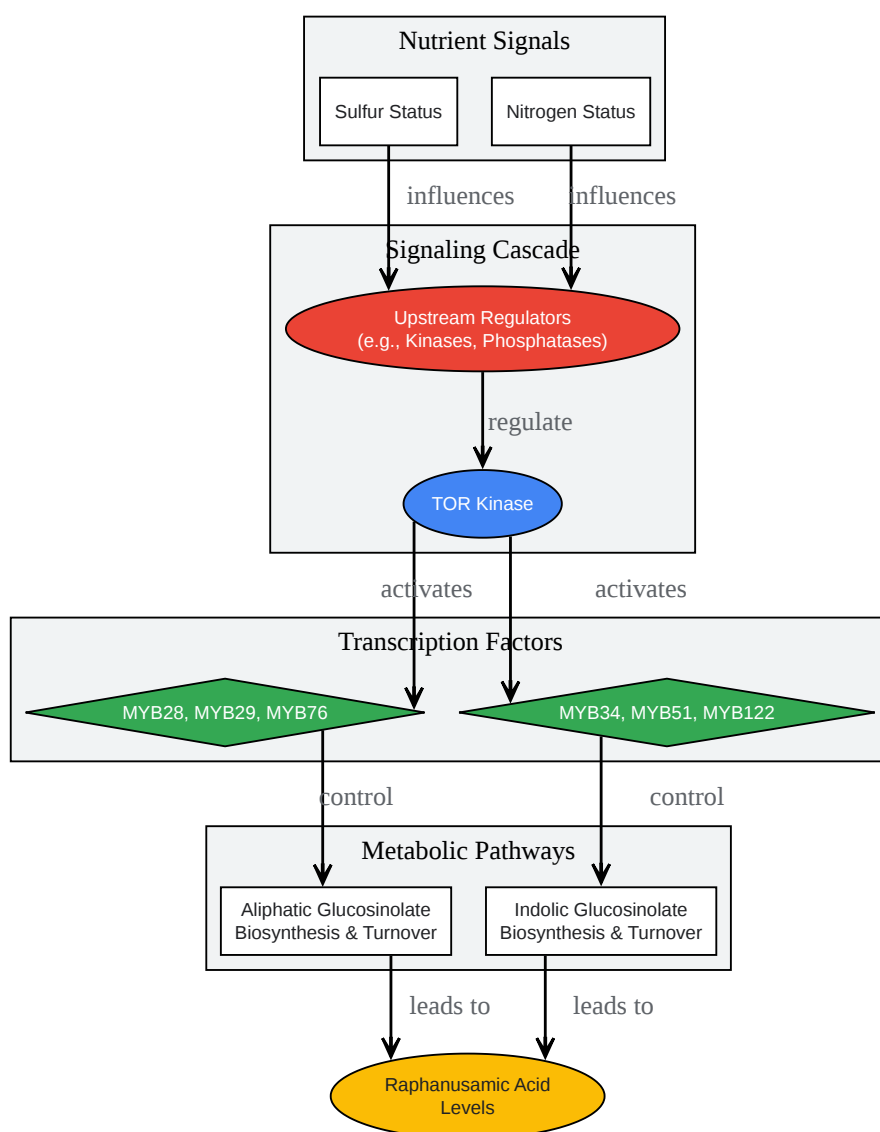 Nutrient Signals
Sulfur Status
Nitrogen Status
influences
influences
Signaling Cascade
Upstream Regulators
(e.g., Kinases, Phosphatases)
regulate
TOR Kinase
activates
activates
Transcription Factors
MYB28, MYB29, MYB76
MYB34, MYB51, MYB122
control
control
Metabolic Pathways
Aliphatic Glucosinolate
Biosynthesis & Turnover
Indolic Glucosinolate
Biosynthesis & Turnover
leads to
leads to
Raphanusamic Acid
Levels